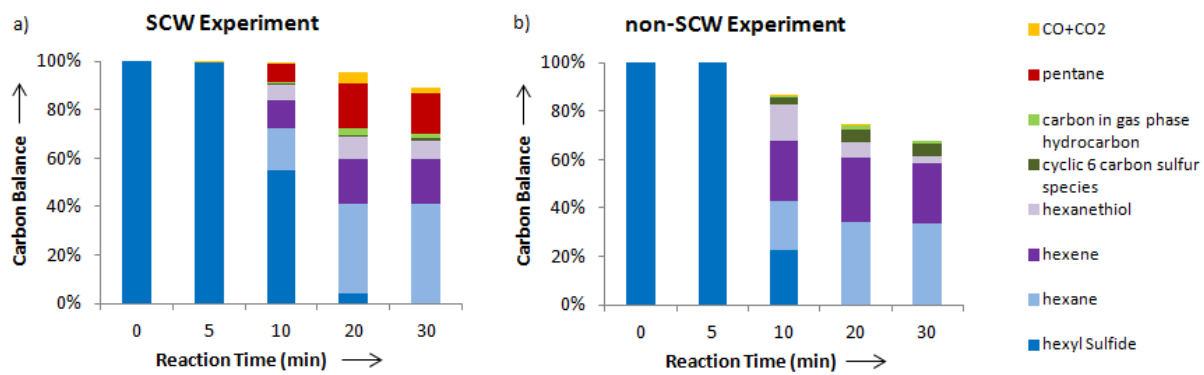 a)
SCW Experiment
100%
80%
60%
40%
20%
0%
Carbon Balance
0 5 10 20 30
Reaction Time (min)
b)
non-SCW Experiment
100%
80%
60%
40%
20%
0%
Carbon Balance
0 5 10 20 30
Reaction Time (min)
CO+CO2
pentane
carbon in gas phase
hydrocarbon
cyclic 6 carbon sulfur
species
hexanethiol
hexene
hexane
hexyl Sulfide